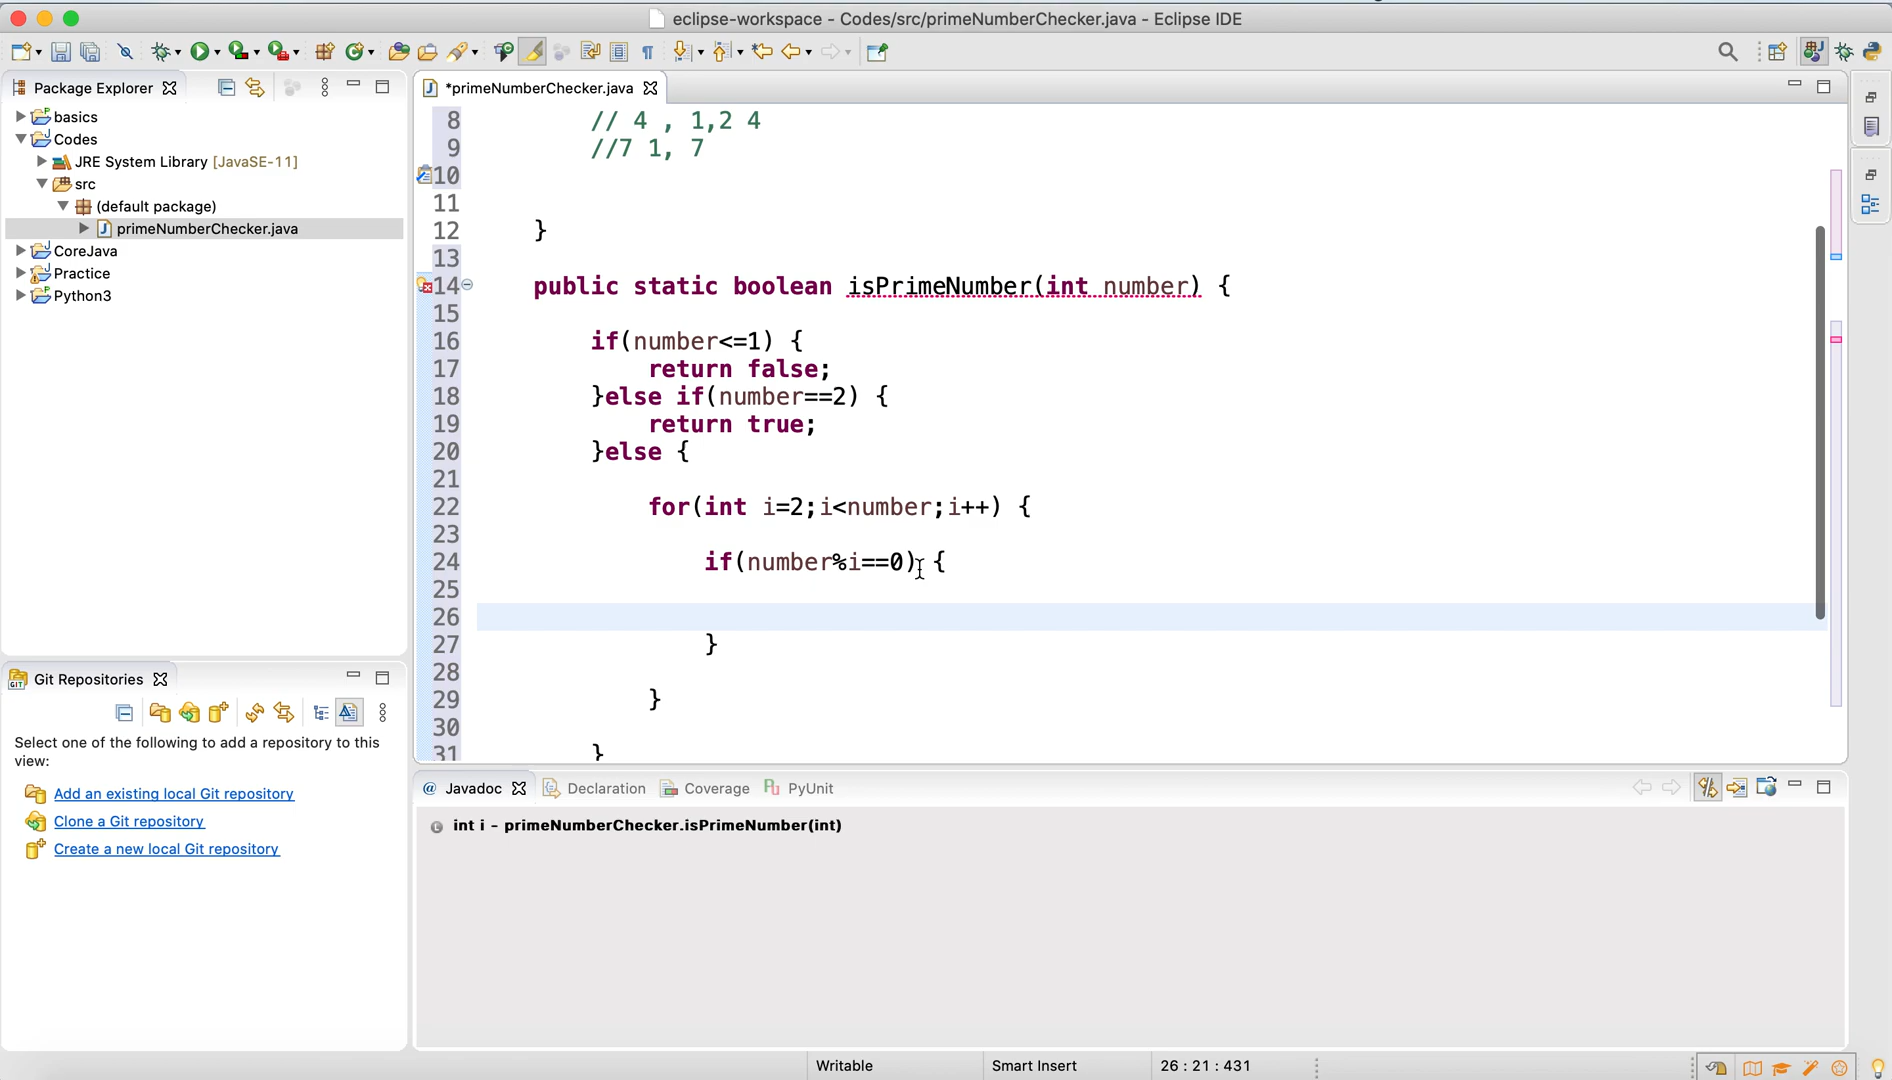 eclipse-workspace - Codes/src/primeNumberChecker.java - Eclipse IDE
Package Explorer
basics
Codes
JRE System Library [JavaSE-11]
src
(default package)
primeNumberChecker.java
CoreJava
Practice
Python3
*primeNumberChecker.java
8 // 4 , 1,2 4
9 //7 1, 7
10
11
12 }
13
14 public static boolean isPrimeNumber(int number) {
15
16 if(number<=1) {
17 return false;
18 }else if(number==2) {
19 return true;
20 }else {
21
22 for(int i=2;i<number;i++) {
23
24 if(number%i==0) {
25
26
27 }
28
29 }
30
31 }
Git Repositories
Select one of the following to add a repository to this
view:
Add an existing local Git repository
Clone a Git repository
Create a new local Git repository
@ Javadoc Declaration Coverage PyUnit
int i - primeNumberChecker.isPrimeNumber(int)
Writable Smart Insert 26 : 21 : 431